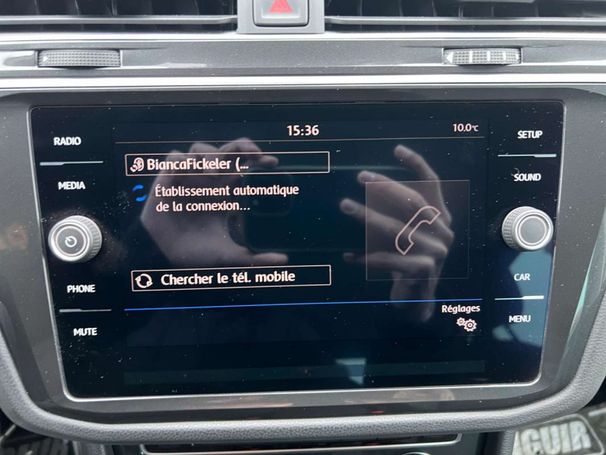 RADIO
MEDIA
PHONE
MUTE
15:36
10.0°C
BiancaFickeler (...
Établissement automatique
de la connexion...
Chercher le tél. mobile
Réglages
SETUP
SOUND
CAR
MENU